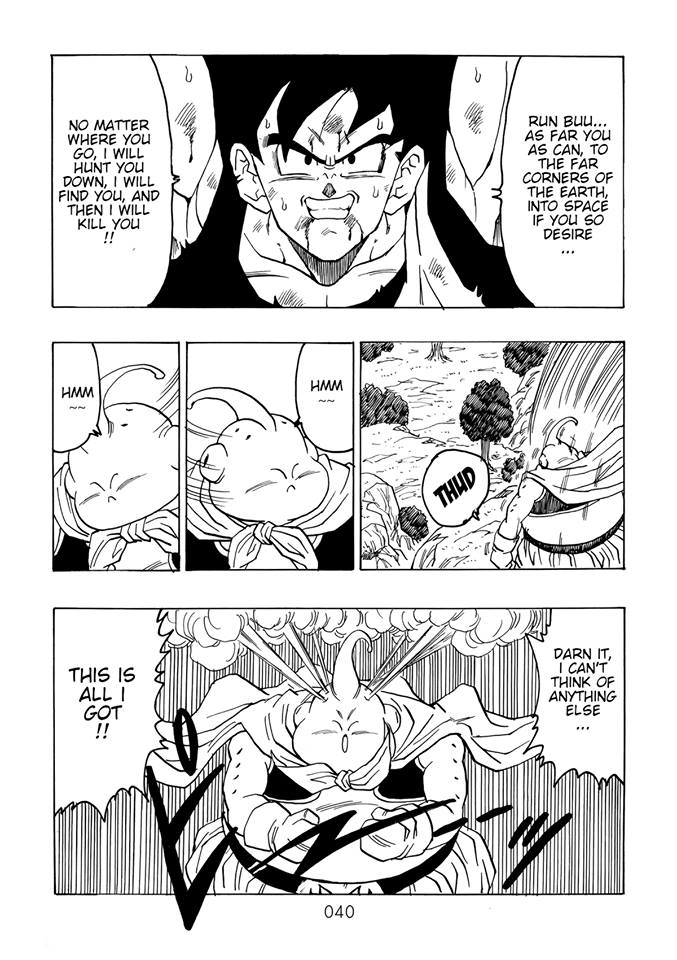 RUN BUU...
AS FAR YOU
AS CAN, TO
THE FAR
CORNERS OF
THE EARTH,
INTO SPACE
IF YOU SO
DESIRE
...
NO MATTER
WHERE YOU
GO, I WILL
HUNT YOU
DOWN, I WILL
FIND YOU, AND
THEN I WILL
KILL YOU
!!
THUD
HMM
~~
HMM
~~
DARN IT,
I CAN'T
THINK OF
ANYTHING
ELSE
...
THIS IS
ALL I
GOT
!!
040